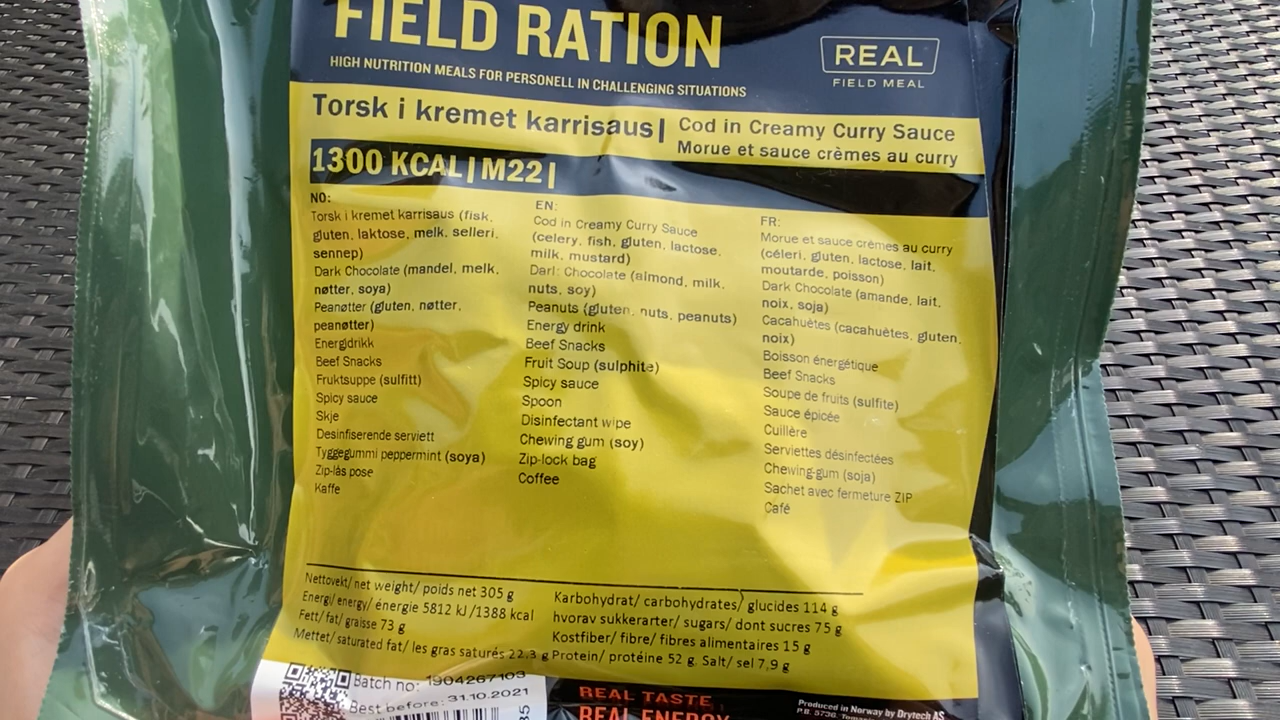 FIELD RATION
HIGH NUTRITION MEALS FOR PERSONELL IN CHALLENGING SITUATIONS
REAL
FIELD MEAL
Torsk i kremet karrisaus |
Cod in Creamy Curry Sauce
Morue et sauce crèmes au curry
1300 KCAL | M22 |
NO:
Torsk i kremet karrisaus (fisk,
gluten, laktose, melk, selleri,
sennep)
Dark Chocolate (mandel, melk,
nøtter, soya)
Peanøtter (gluten, nøtter,
peanøtter)
Energidrikk
Beef Snacks
Fruktsuppe (sulfitt)
Spicy sauce
Skje
Desinfiserende serviett
Tyggegummi peppermint (soya)
Zip-lås pose
Kaffe
EN:
Cod in Creamy Curry Sauce
(celery, fish, gluten, lactose,
milk, mustard)
Dark Chocolate (almond, milk,
nuts, soy)
Peanuts (gluten, nuts, peanuts)
Energy drink
Beef Snacks
Fruit Soup (sulphite)
Spicy sauce
Spoon
Disinfectant wipe
Chewing gum (soy)
Zip-lock bag
Coffee
FR:
Morue et sauce crèmes au curry
(céleri, gluten, lactose, lait,
moutarde, poisson)
Dark Chocolate (amande, lait,
noix, soja)
Cacahuètes (cacahuètes, gluten,
noix)
Boisson énergétique
Beef Snacks
Soupe de fruits (sulfite)
Sauce épicée
Cuillère
Serviettes désinfectées
Chewing-gum (soja)
Sachet avec fermeture ZIP
Café
Nettovekt/ net weight/ poids net 305 g
Energi/ energy/ énergie 5812 kJ /1388 kcal
Fett/ fat/ graisse 73 g
Mettet/ saturated fat/ les gras saturés 22.3 g
Karbohydrat/ carbohydrates/ glucides 114 g
hvorav sukkerarter/ sugars/ dont sucres 75 g
Kostfiber/ fibre/ fibres alimentaires 15 g
Protein/ protéine 52 g. Salt/ sel 7,9 g
Batch no: 1904267103
Best before: 31.10.2021
REAL TASTE
REAL ENERGY
Produced in Norway by Drytech AS
P.B. 5736,